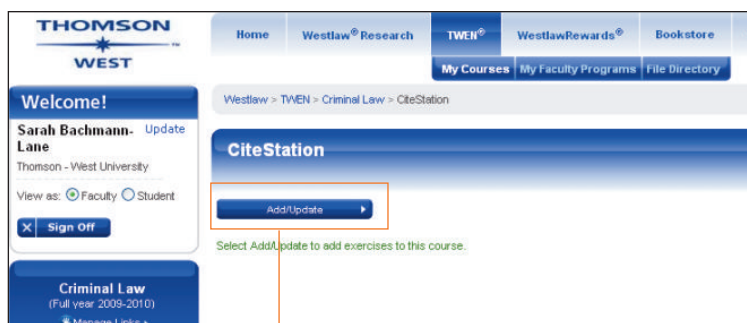 THOMSON
WEST
Home Westlaw® Research TWEN® WestlawRewards® Bookstore
My Courses My Faculty Programs File Directory
Welcome!
Sarah Bachmann- Update
Lane
Thomson - West University
View as: Faculty Student
X Sign Off
Westlaw > TWEN > Criminal Law > CiteStation
CiteStation
Add/Update
Select Add/Update to add exercises to this course.
Criminal Law
(Full year 2009-2010)
Manage Links